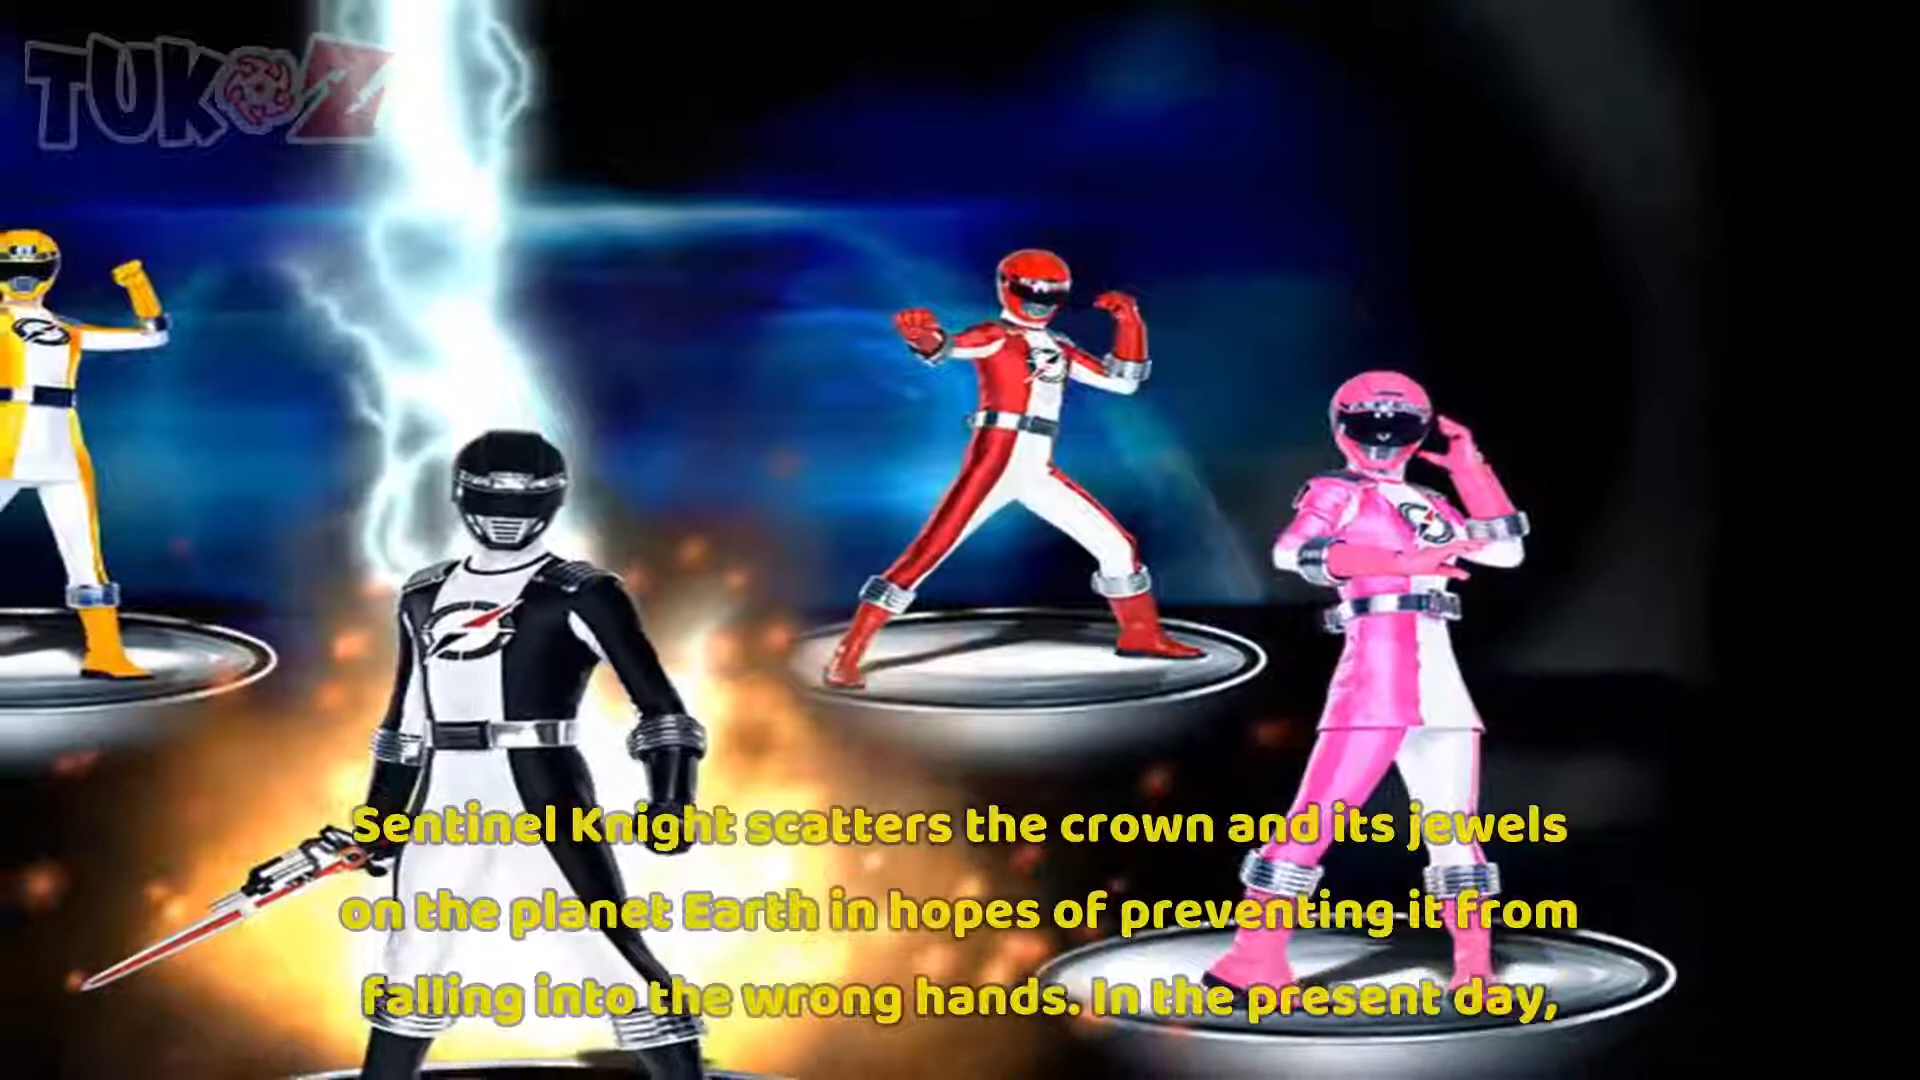 TUKOZ
Sentinel Knight scatters the crown and its jewels
on the planet Earth in hopes of preventing it from
falling into the wrong hands. In the present day,